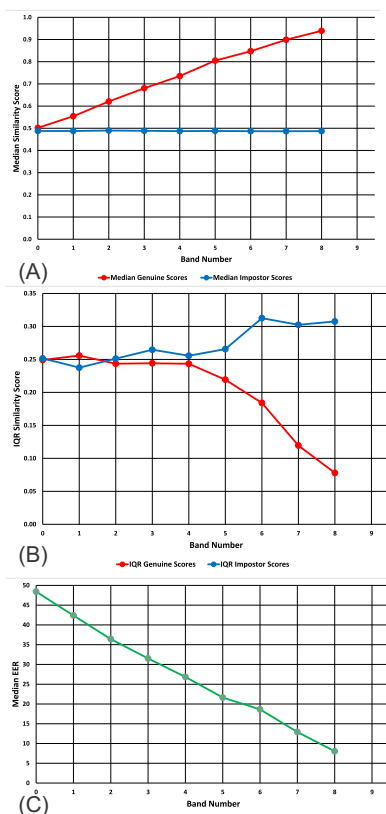 1.0
0.9
0.8
0.7
0.6
0.5
0.4
0.3
0.2
0.1
0.0
Median Similarity Score
0 1 2 3 4 5 6 7 8 9
Band Number
(A)
Median Genuine Scores Median Impostor Scores
0.35
0.30
0.25
0.20
0.15
0.10
0.05
0.00
IQR Similarity Score
0 1 2 3 4 5 6 7 8 9
Band Number
(B)
IQR Genuine Scores IQR Impostor Scores
50
45
40
35
30
25
20
15
10
5
0
Median EER
0 1 2 3 4 5 6 7 8 9
Band Number
(C)